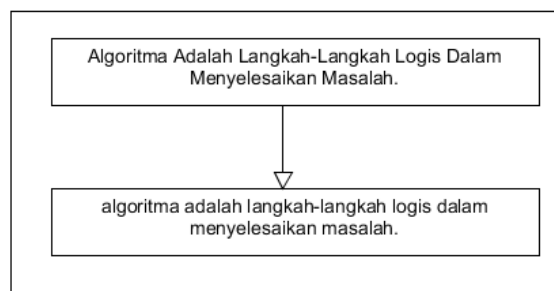 Algoritma Adalah Langkah-Langkah Logis Dalam
Menyelesaikan Masalah.
algoritma adalah langkah-langkah logis dalam
menyelesaikan masalah.